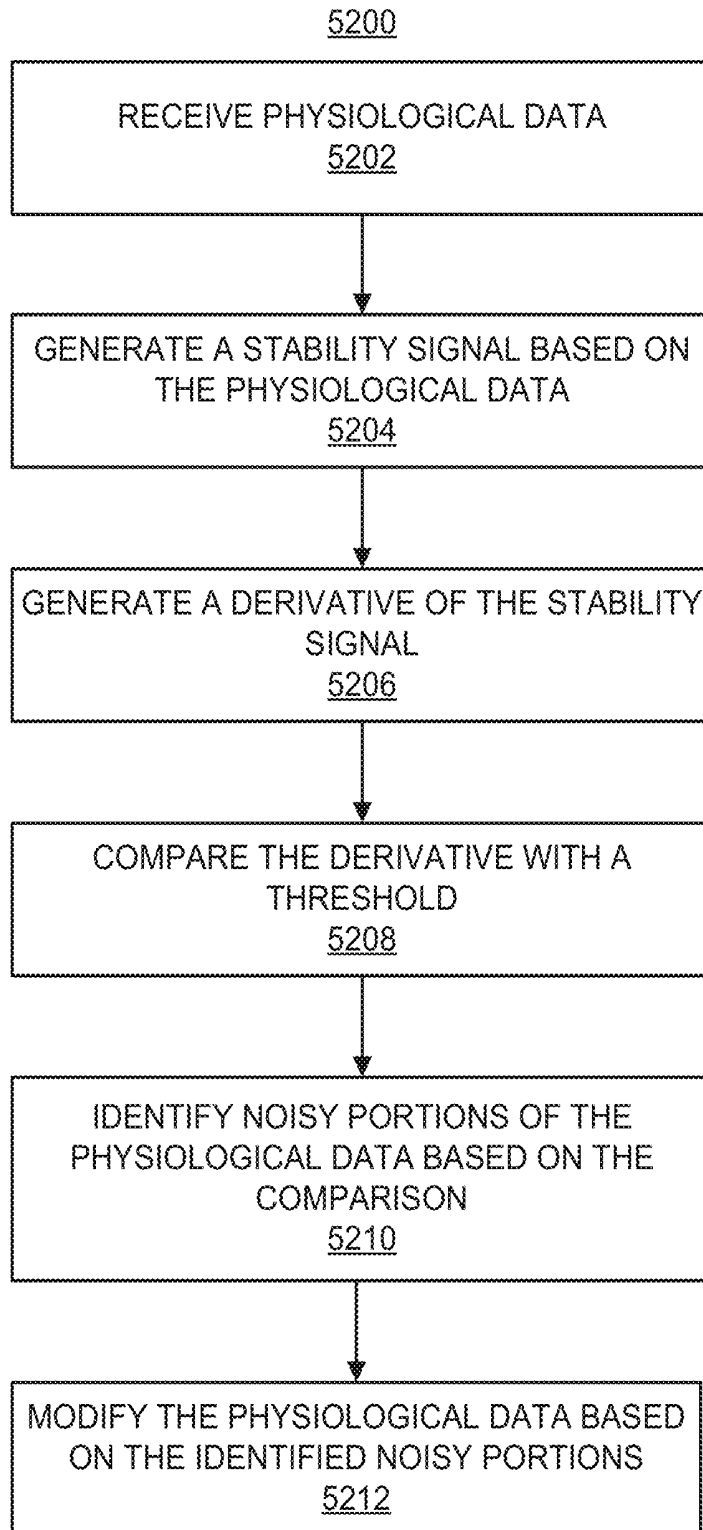 5200
RECEIVE PHYSIOLOGICAL DATA
5202
GENERATE A STABILITY SIGNAL BASED ON
THE PHYSIOLOGICAL DATA
5204
GENERATE A DERIVATIVE OF THE STABILITY
SIGNAL
5206
COMPARE THE DERIVATIVE WITH A
THRESHOLD
5208
IDENTIFY NOISY PORTIONS OF THE
PHYSIOLOGICAL DATA BASED ON THE
COMPARISON
5210
MODIFY THE PHYSIOLOGICAL DATA BASED
ON THE IDENTIFIED NOISY PORTIONS
5212